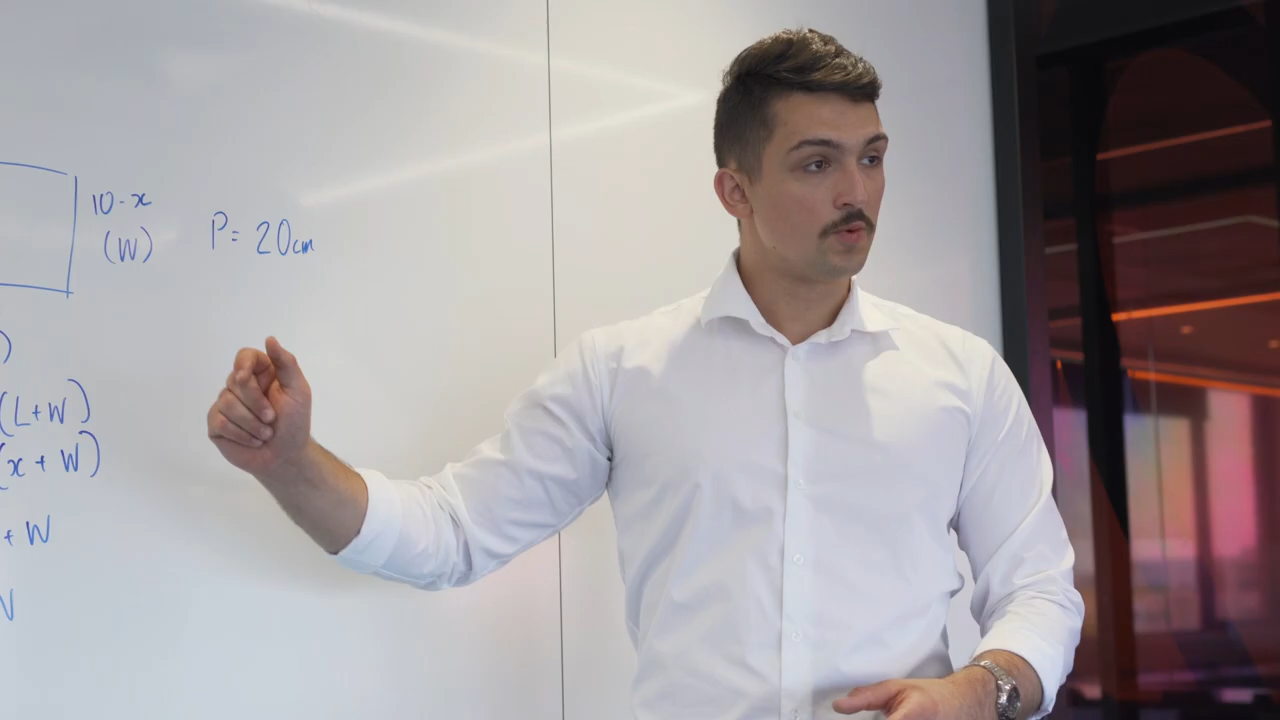 10-x
(W)
P= 20cm
)
(L+W)
(x + W)
+ W
W